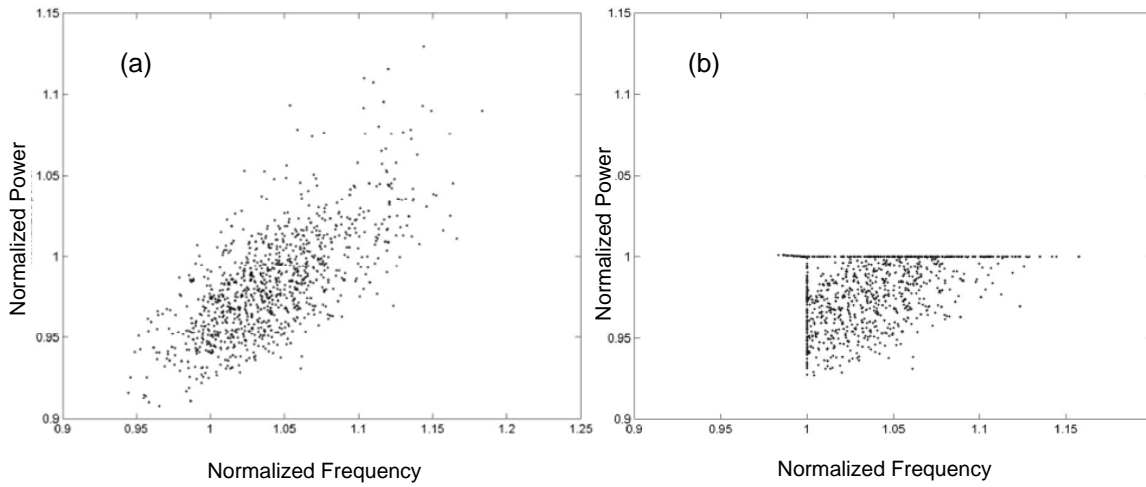 (a)
Normalized Power
1.15
1.1
1.05
1
0.95
0.9
0.9 0.95 1 1.05 1.1 1.15 1.2 1.25
Normalized Frequency
(b)
Normalized Power
1.15
1.1
.05
1
0.95
0.9
0.9 0.95 1 1.05 1.1 1.15
Normalized Frequency